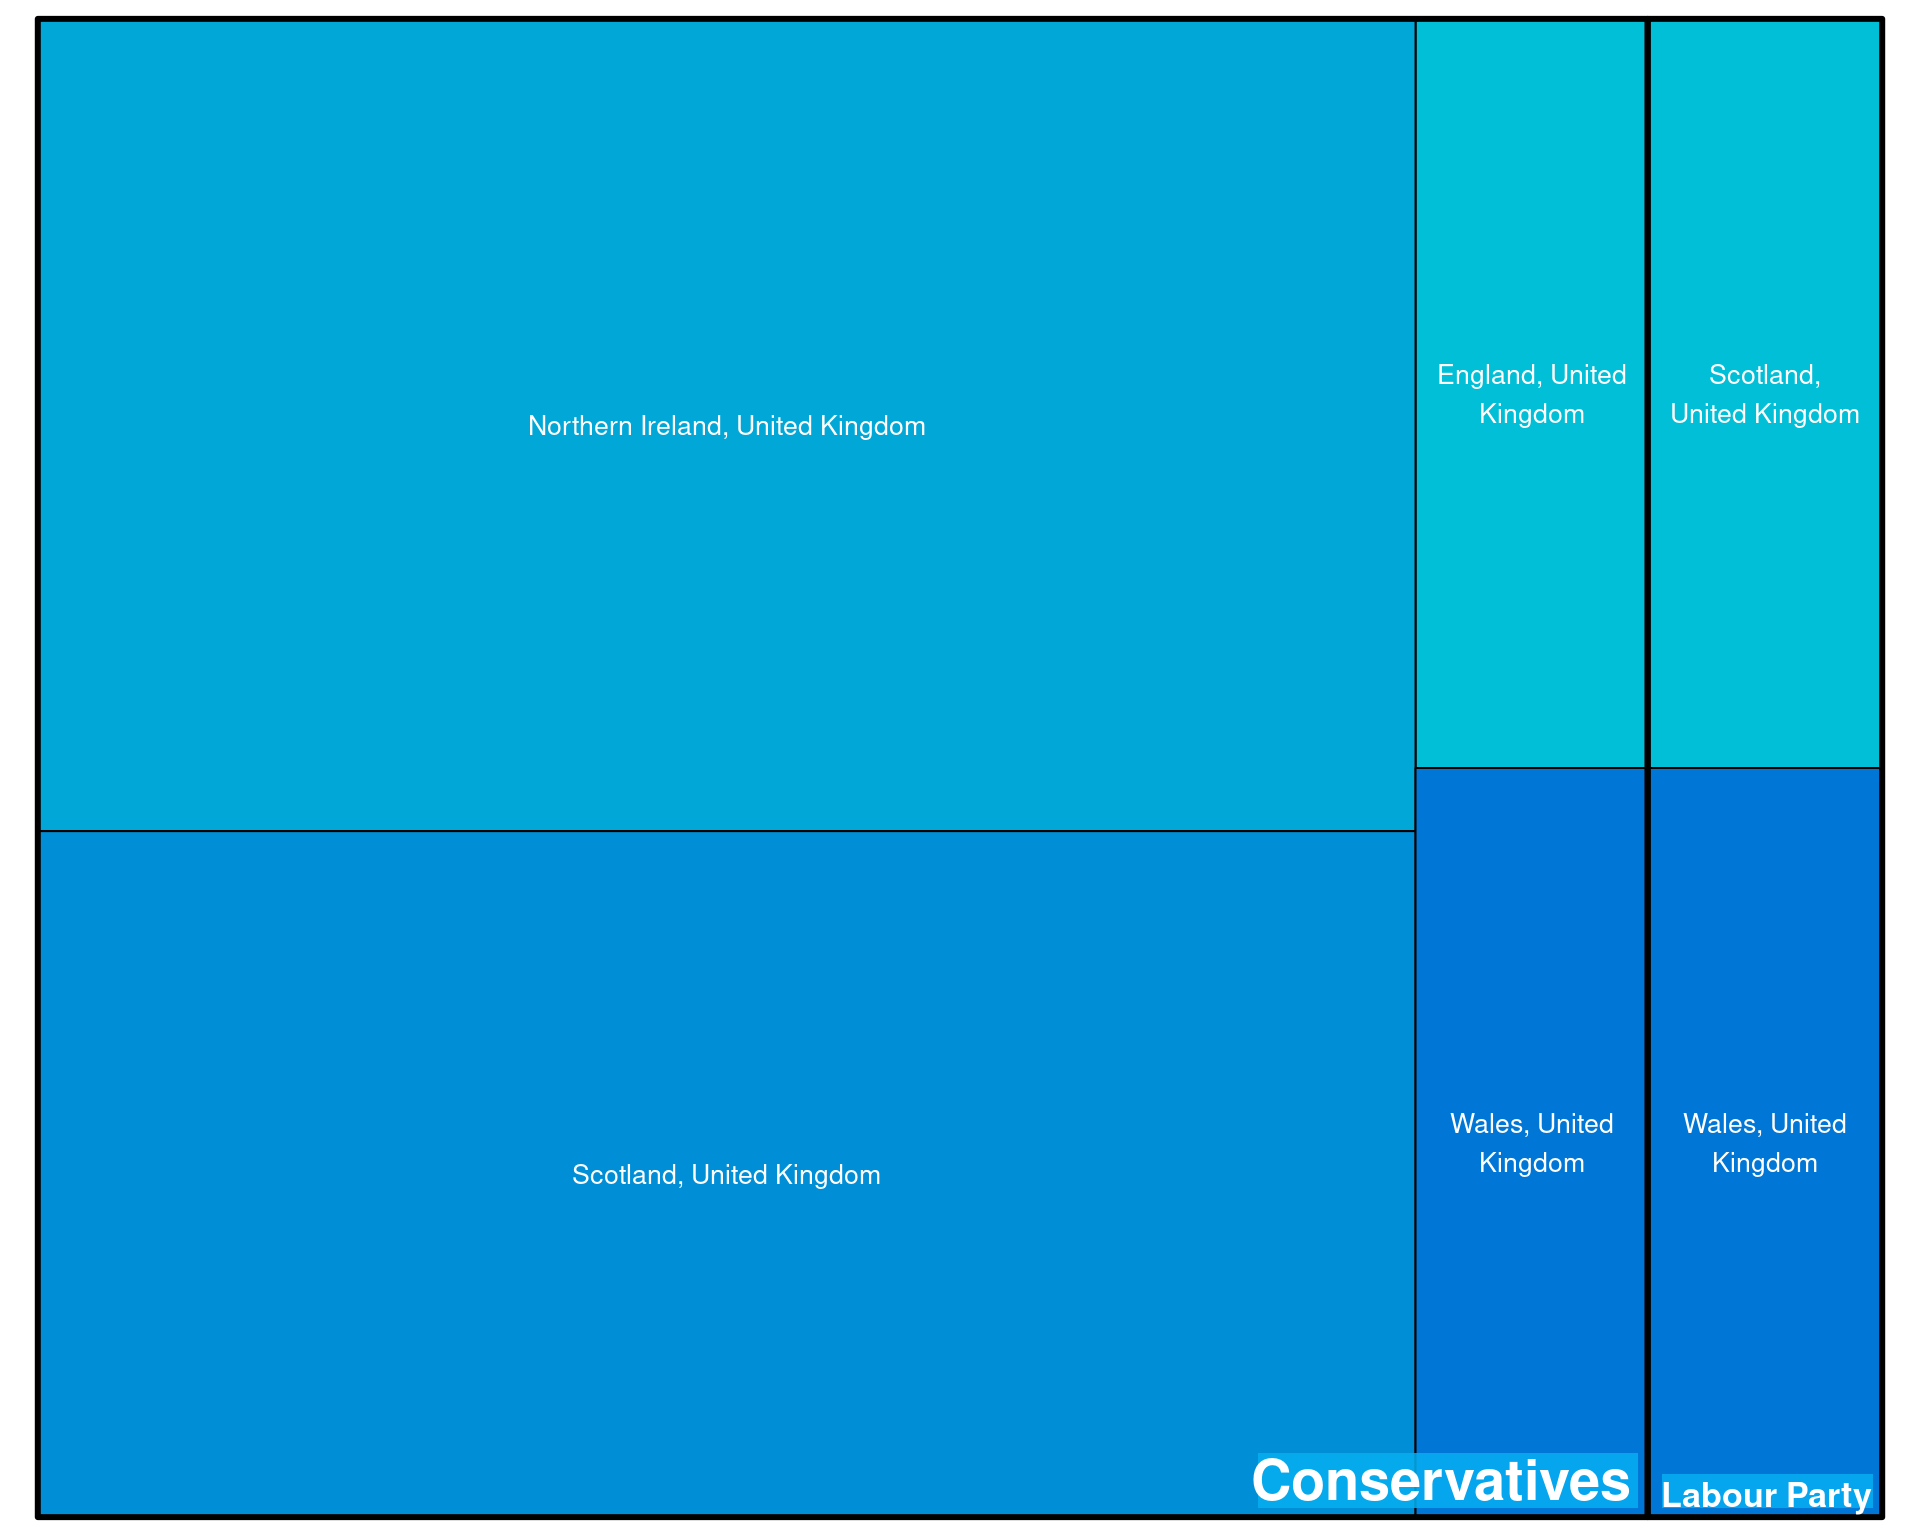 Northern Ireland, United Kingdom
England, United
Kingdom
Scotland,
United Kingdom
Scotland, United Kingdom
Wales, United
Kingdom
Wales, United
Kingdom
Conservatives
Labour Party